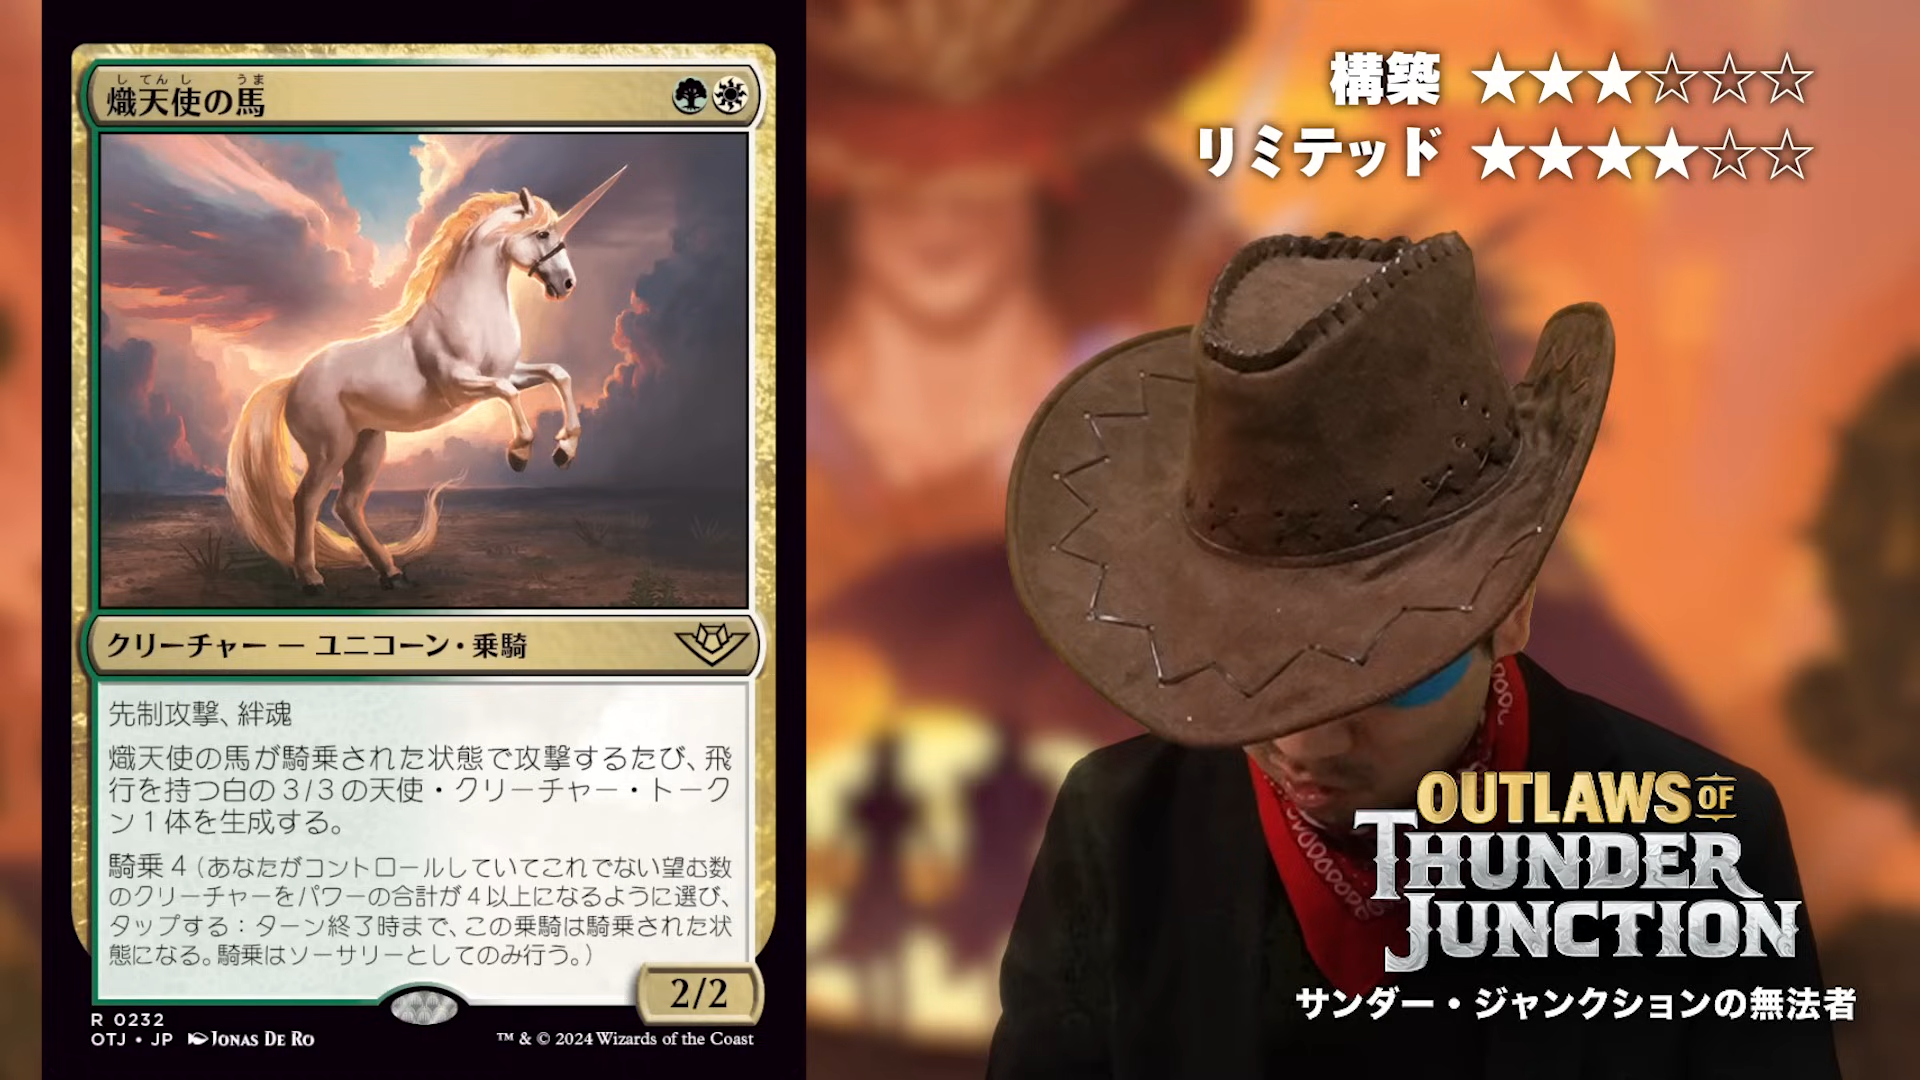 してんし うま
熾天使の馬
クリーチャー — ユニコーン・乗騎
先制攻撃、絆魂
熾天使の馬が騎乗された状態で攻撃するたび、飛
行を持つ白の3/3の天使・クリーチャー・トーク
ン1体を生成する。
騎乗4（あなたがコントロールしていてこれでない望む数
のクリーチャーをパワーの合計が4以上になるように選び、
タップする：ターン終了時まで、この乗騎は騎乗された状
態になる。騎乗はソーサリーとしてのみ行う。）
2/2
R 0232
OTJ • JP JONAS DE RO
™ & © 2024 Wizards of the Coast
構築 ★★★☆☆☆
リミテッド ★★★★☆☆
OUTLAWS OF
THUNDER
JUNCTION
サンダー・ジャンクションの無法者